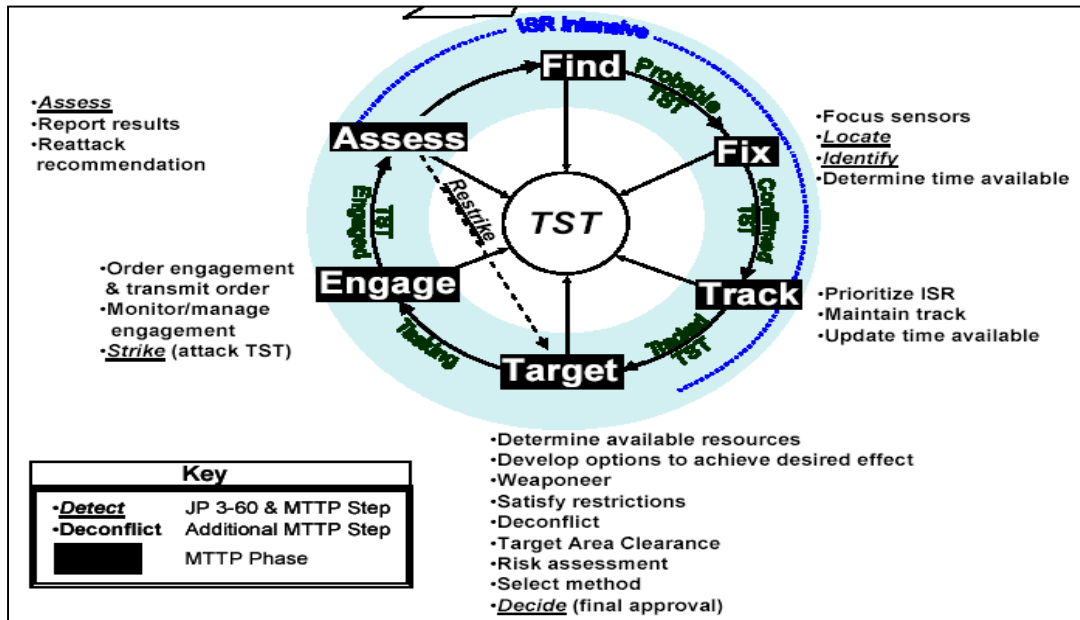 ISR Intensive
Find
Probable
TST
•Assess
•Report results
•Reattack
recommendation
Assess
Fix
•Focus sensors
•Locate
•Identify
•Determine time available
Restrike
TST
Confirmed
TST
Engaged
TST
•Order engagement
& transmit order
•Monitor/manage
engagement
•Strike (attack TST)
Engage
Track
•Prioritize ISR
•Maintain track
•Update time available
Tasking
Target
TST
•Determine available resources
•Develop options to achieve desired effect
•Weaponeer
•Satisfy restrictions
•Deconflict
•Target Area Clearance
•Risk assessment
•Select method
•Decide (final approval)
Key
•Detect JP 3-60 & MTTP Step
•Deconflict Additional MTTP Step
MTTP Phase